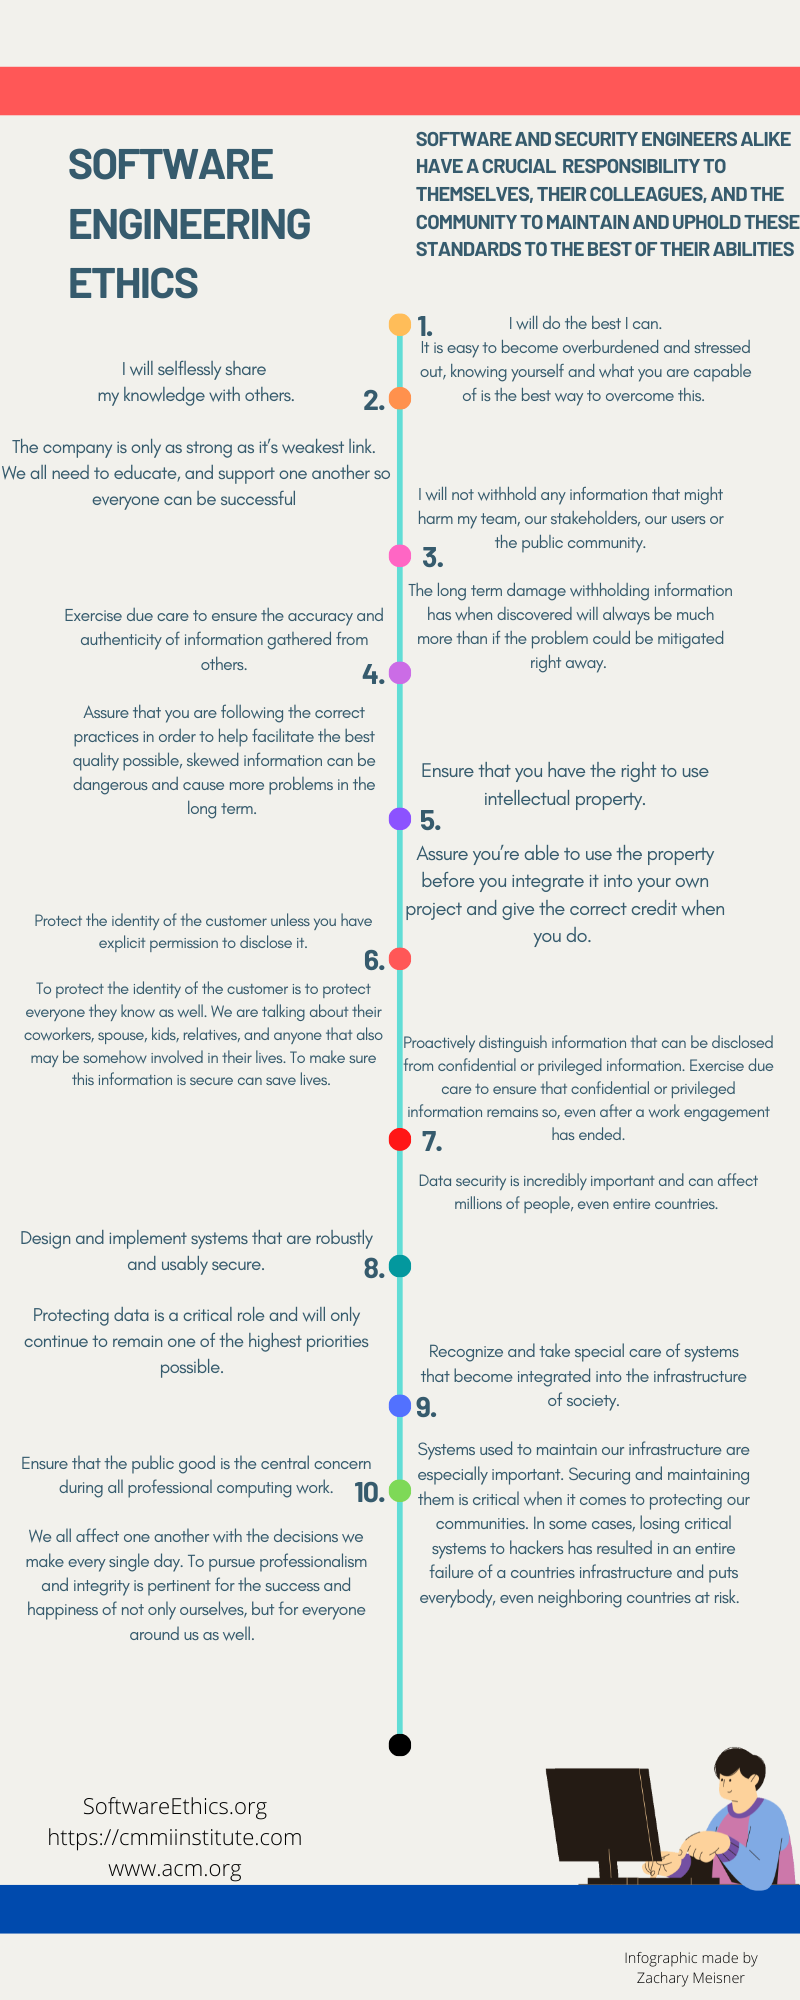 SOFTWARE
ENGINEERING
ETHICS
SOFTWARE AND SECURITY ENGINEERS ALIKE
HAVE A CRUCIAL RESPONSIBILITY TO
THEMSELVES, THEIR COLLEAGUES, AND THE
COMMUNITY TO MAINTAIN AND UPHOLD THESE
STANDARDS TO THE BEST OF THEIR ABILITIES
1.
I will do the best I can.
It is easy to become overburdened and stressed
out, knowing yourself and what you are capable
of is the best way to overcome this.
2.
I will selflessly share
my knowledge with others.
The company is only as strong as it's weakest link.
We all need to educate, and support one another so
everyone can be successful
3.
I will not withhold any information that might
harm my team, our stakeholders, our users or
the public community.
The long term damage withholding information
has when discovered will always be much
more than if the problem could be mitigated
right away.
4.
Exercise due care to ensure the accuracy and
authenticity of information gathered from
others.
Assure that you are following the correct
practices in order to help facilitate the best
quality possible, skewed information can be
dangerous and cause more problems in the
long term.
5.
Ensure that you have the right to use
intellectual property.
Assure you're able to use the property
before you integrate it into your own
project and give the correct credit when
you do.
6.
Protect the identity of the customer unless you have
explicit permission to disclose it.
To protect the identity of the customer is to protect
everyone they know as well. We are talking about their
coworkers, spouse, kids, relatives, and anyone that also
may be somehow involved in their lives. To make sure
this information is secure can save lives.
7.
Proactively distinguish information that can be disclosed
from confidential or privileged information. Exercise due
care to ensure that confidential or privileged
information remains so, even after a work engagement
has ended.
Data security is incredibly important and can affect
millions of people, even entire countries.
8.
Design and implement systems that are robustly
and usably secure.
Protecting data is a critical role and will only
continue to remain one of the highest priorities
possible.
9.
Recognize and take special care of systems
that become integrated into the infrastructure
of society.
Systems used to maintain our infrastructure are
especially important. Securing and maintaining
them is critical when it comes to protecting our
communities. In some cases, losing critical
systems to hackers has resulted in an entire
failure of a countries infrastructure and puts
everybody, even neighboring countries at risk.
10.
Ensure that the public good is the central concern
during all professional computing work.
We all affect one another with the decisions we
make every single day. To pursue professionalism
and integrity is pertinent for the success and
happiness of not only ourselves, but for everyone
around us as well.
SoftwareEthics.org
https://cmmiinstitute.com
www.acm.org
Infographic made by
Zachary Meisner